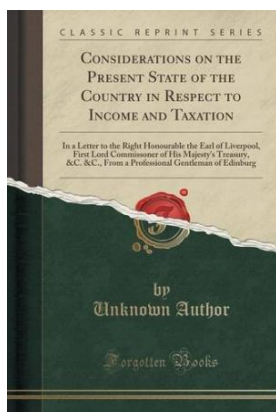 CLASSIC REPRINT SERIES
CONSIDERATIONS ON THE
PRESENT STATE OF THE
COUNTRY IN RESPECT TO
INCOME AND TAXATION
In a Letter to the Right Honourable the Earl of Liverpool,
First Lord Commissoner of His Majesty's Treasury,
&C. &C., From a Professional Gentleman of Edinburg
by
Unknown Author
Forgotten Books